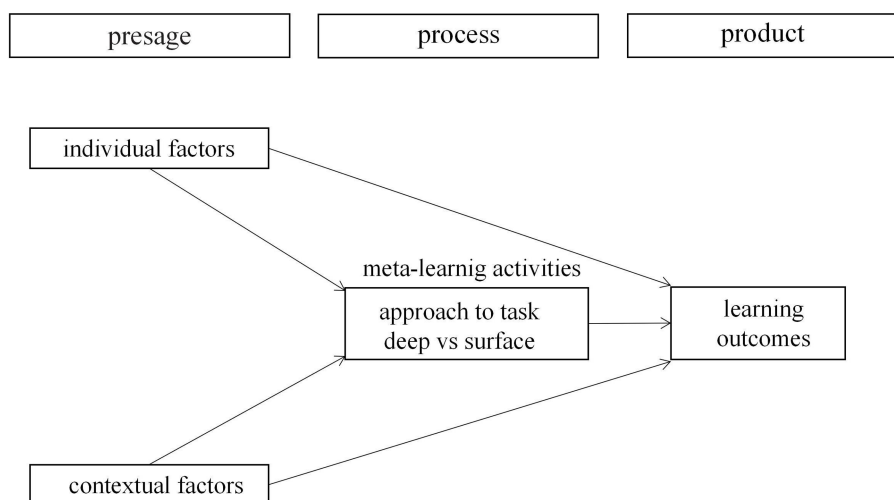 presage
process
product
individual factors
meta-learnig activities
approach to task
deep vs surface
learning
outcomes
contextual factors